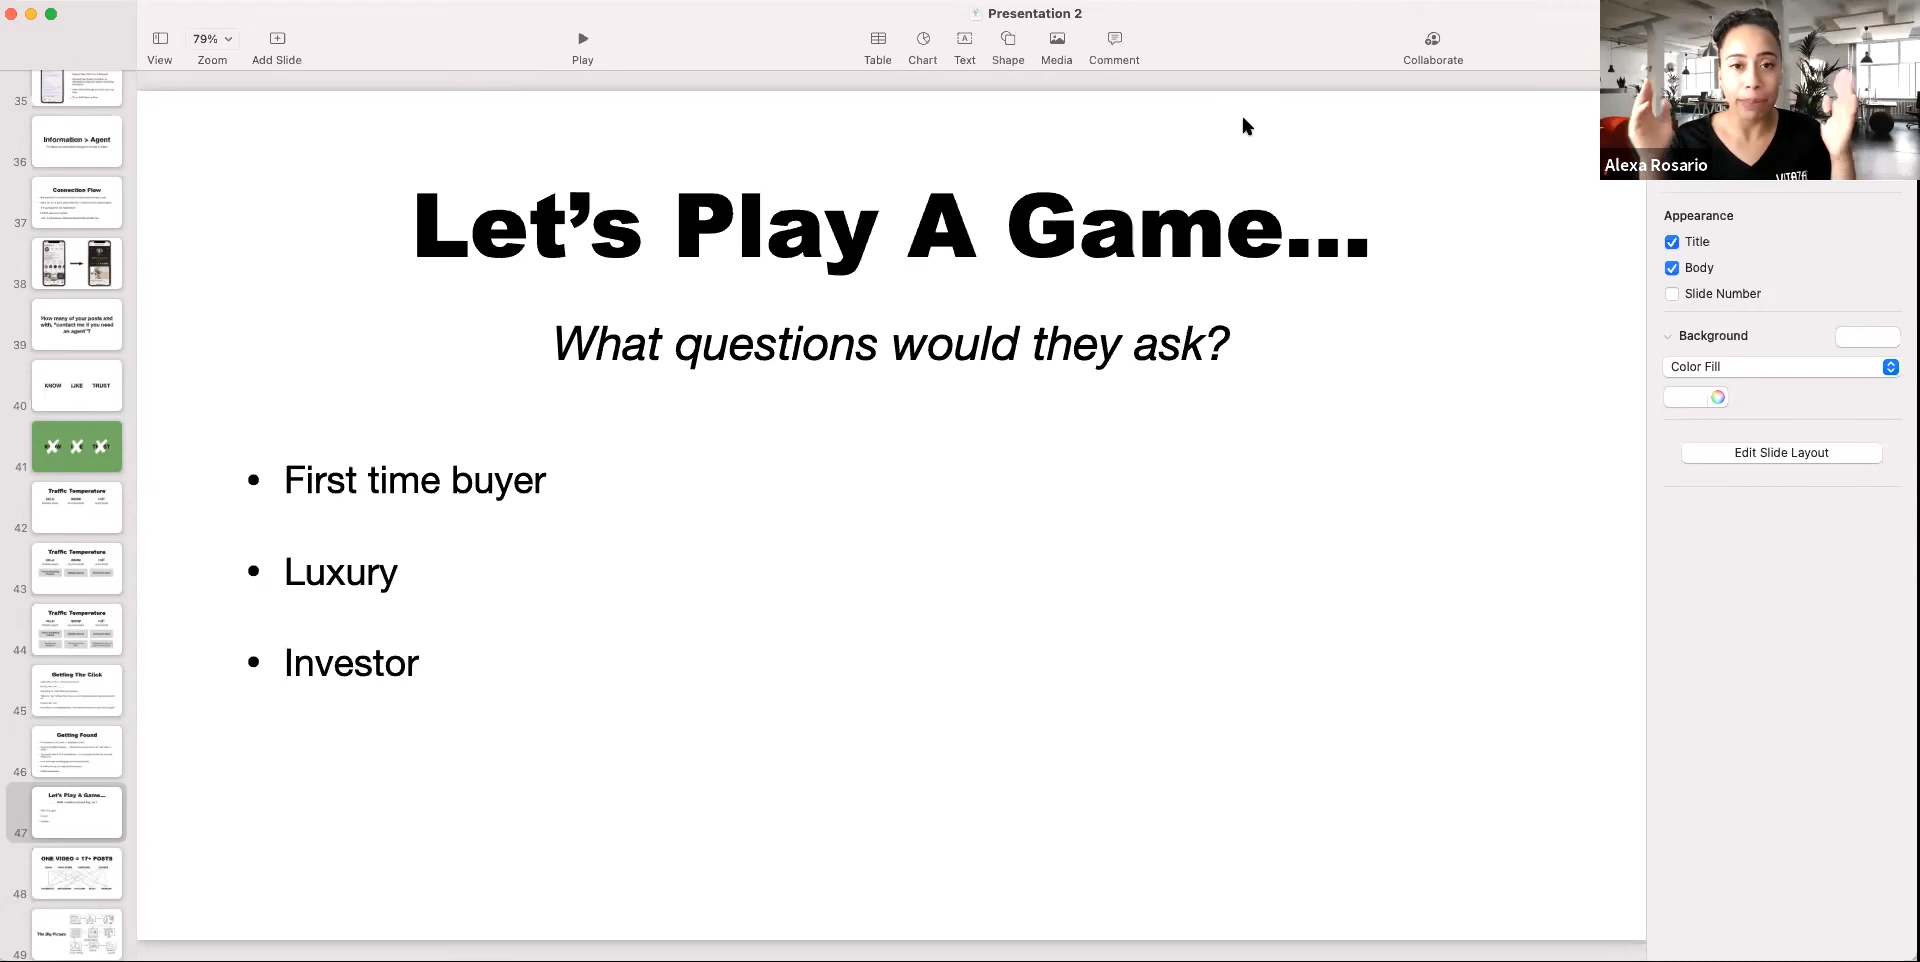 Presentation 2
79%
View
Zoom
Add Slide
Play
Table
Chart
Text
Shape
Media
Comment
Collaborate
Alexa Rosario
35
Information > Agent
36
Connection Flow
37
38
How many of your posts end
with, "contact me if you need
an agent"?
39
KNOW LIKE TRUST
40
41
Traffic Temperature
42
Traffic Temperature
43
Traffic Temperature
44
Getting The Click
45
Getting Found
46
Let's Play A Game...
47
ONE VIDEO = 17+ POSTS
48
The Big Picture
49
Let’s Play A Game...
What questions would they ask?
• First time buyer
• Luxury
• Investor
Appearance
Title
Body
Slide Number
Background
Color Fill
Edit Slide Layout